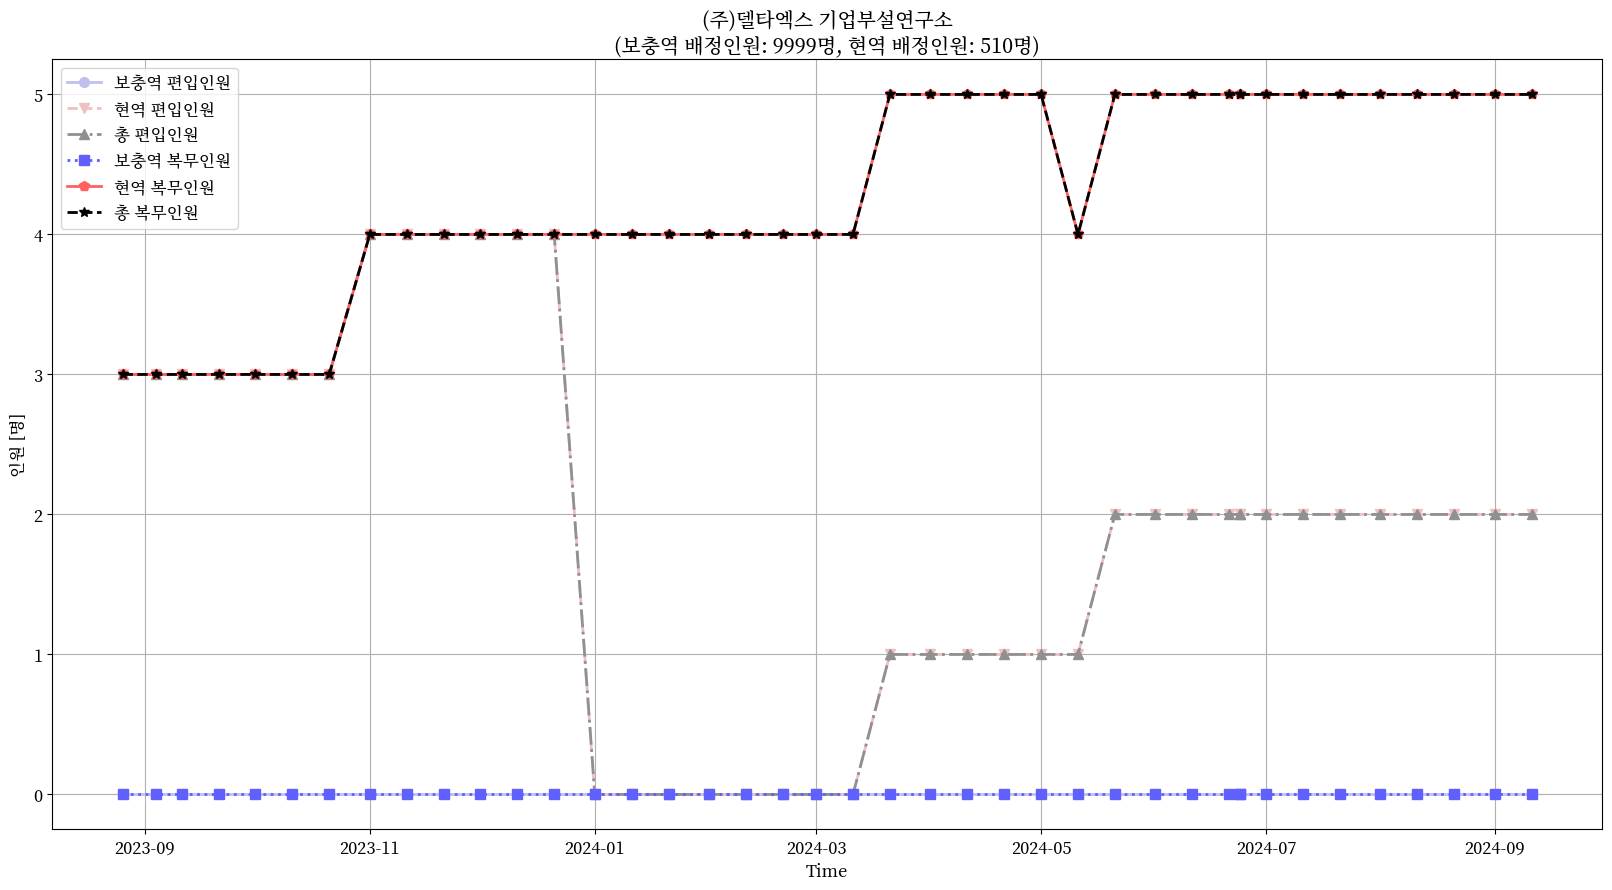 (주)델타엑스 기업부설연구소
(보충역 배정인원: 9999명, 현역 배정인원: 510명)
보충역 편입인원
현역 편입인원
총 편입인원
보충역 복무인원
현역 복무인원
총 복무인원
인원 [명]
5
4
3
2
1
0
2023-09
2023-11
2024-01
2024-03
2024-05
2024-07
2024-09
Time